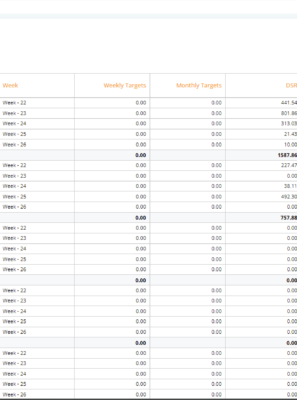 Week Weekly Targets Monthly Targets DSR
Week - 22 0.00 0.00 441.54
Week - 23 0.00 0.00 801.86
Week - 24 0.00 0.00 313.03
Week - 25 0.00 0.00 21.43
Week - 26 0.00 0.00 10.00
0.00 1587.86
Week - 22 0.00 0.00 227.47
Week - 23 0.00 0.00 0.00
Week - 24 0.00 0.00 38.11
Week - 25 0.00 0.00 492.30
Week - 26 0.00 0.00 0.00
0.00 757.88
Week - 22 0.00 0.00 0.00
Week - 23 0.00 0.00 0.00
Week - 24 0.00 0.00 0.00
Week - 25 0.00 0.00 0.00
Week - 26 0.00 0.00 0.00
0.00 0.00
Week - 22 0.00 0.00 0.00
Week - 23 0.00 0.00 0.00
Week - 24 0.00 0.00 0.00
Week - 25 0.00 0.00 0.00
Week - 26 0.00 0.00 0.00
0.00 0.00
Week - 22 0.00 0.00 0.00
Week - 23 0.00 0.00 0.00
Week - 24 0.00 0.00 0.00
Week - 25 0.00 0.00 0.00
Week - 26 0.00 0.00 0.00